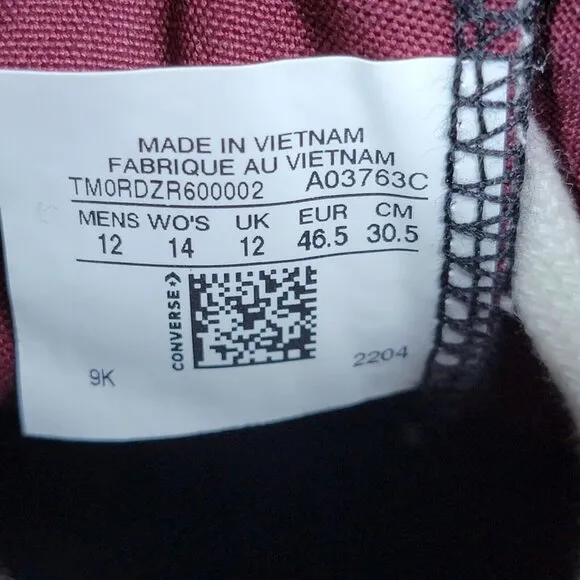 MADE IN VIETNAM
FABRIQUE AU VIETNAM
TM0RDZR600002 A03763C
MENS WO'S UK EUR CM
12 14 12 46.5 30.5
CONVERSE
9K 2204